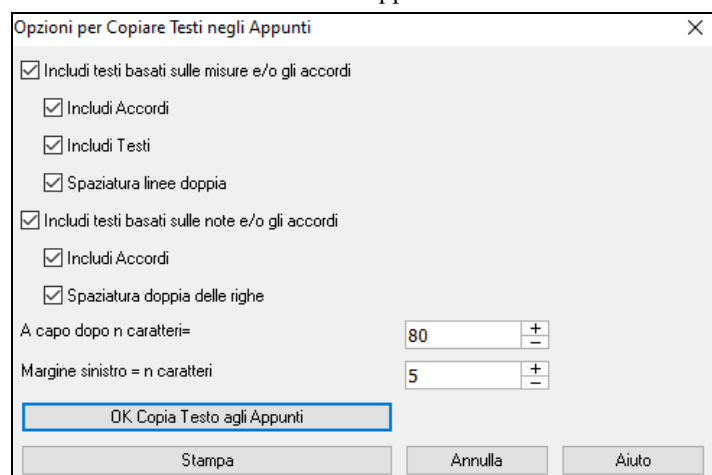 Opzioni per Copiare Testi negli Appunti
Includi testi basati sulle misure e/o gli accordi
Includi Accordi
Includi Testi
Spaziatura linee doppia
Includi testi basati sulle note e/o gli accordi
Includi Accordi
Spaziatura doppia delle righe
A capo dopo n caratteri= 80
Margine sinistro = n caratteri 5
OK Copia Testo agli Appunti
Stampa Annulla Aiuto